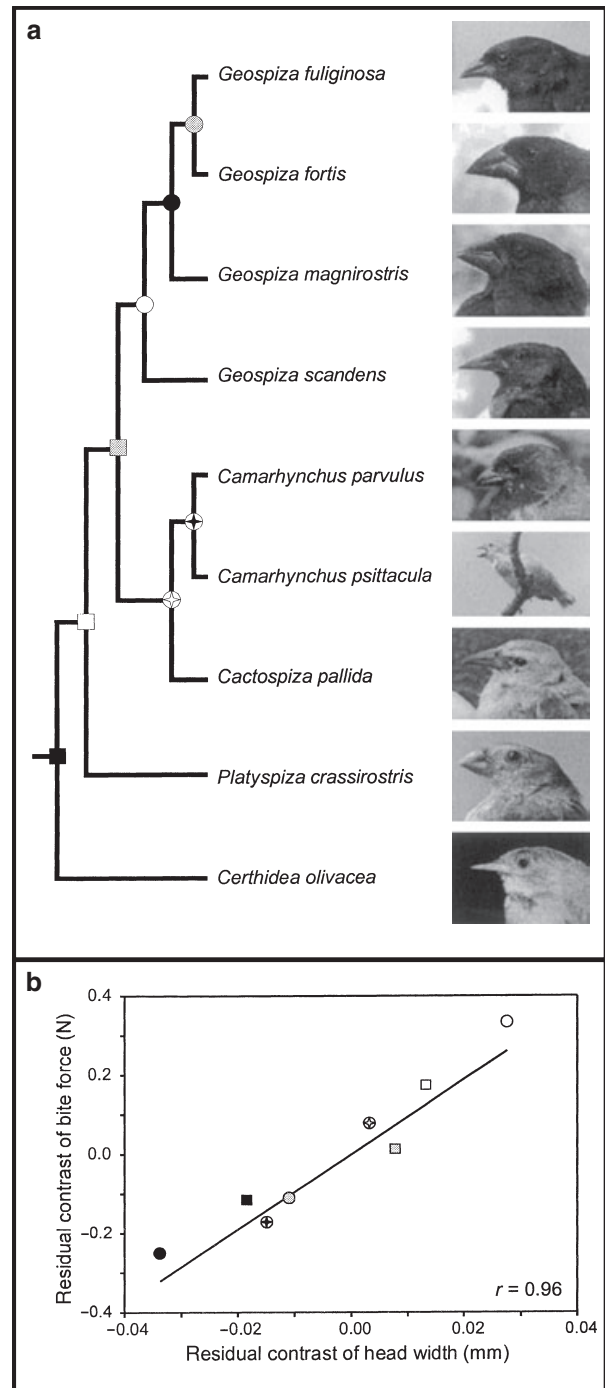 a
Geospiza fuliginosa
Geospiza fortis
Geospiza magnirostris
Geospiza scandens
Camarhynchus parvulus
Camarhynchus psittacula
Cactospiza pallida
Platyspiza crassirostris
Certhidea olivacea
b
Residual contrast of bite force (N)
0.4
0.2
0.0
−0.2
−0.4
r = 0.96
−0.04
−0.02
0.00
0.02
0.04
Residual contrast of head width (mm)